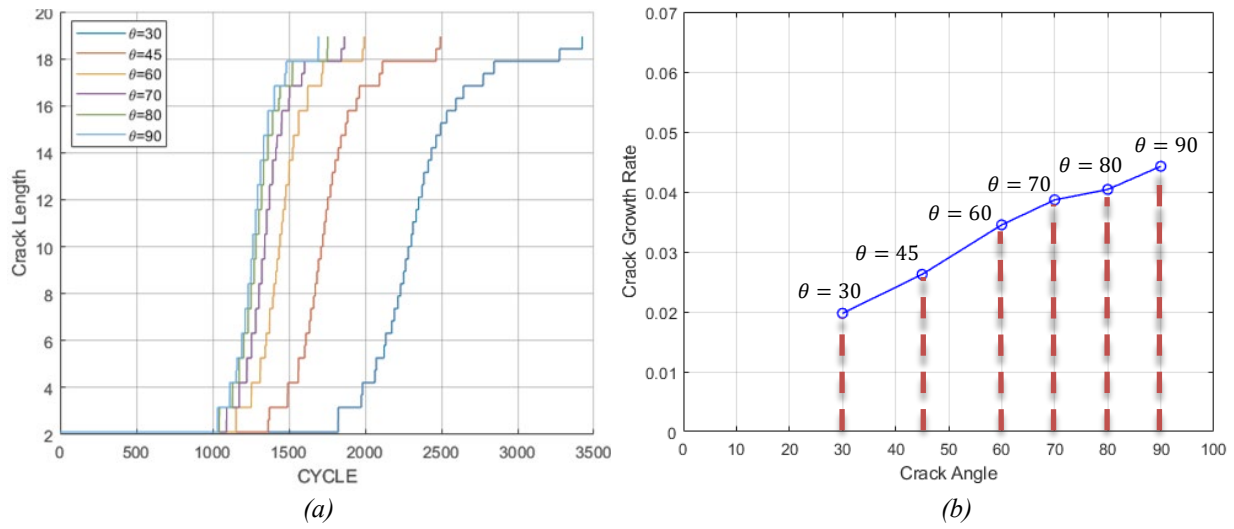 20
18
16
14
12
10
8
6
4
2
Crack Length
θ=30
θ=45
θ=60
θ=70
θ=80
θ=90
0 500 1000 1500 2000 2500 3000 3500
CYCLE
(a)
0.07
0.06
0.05
0.04
0.03
0.02
0.01
0
Crack Growth Rate
θ = 30
θ = 45
θ = 60
θ = 70
θ = 80
θ = 90
0 10 20 30 40 50 60 70 80 90 100
Crack Angle
(b)